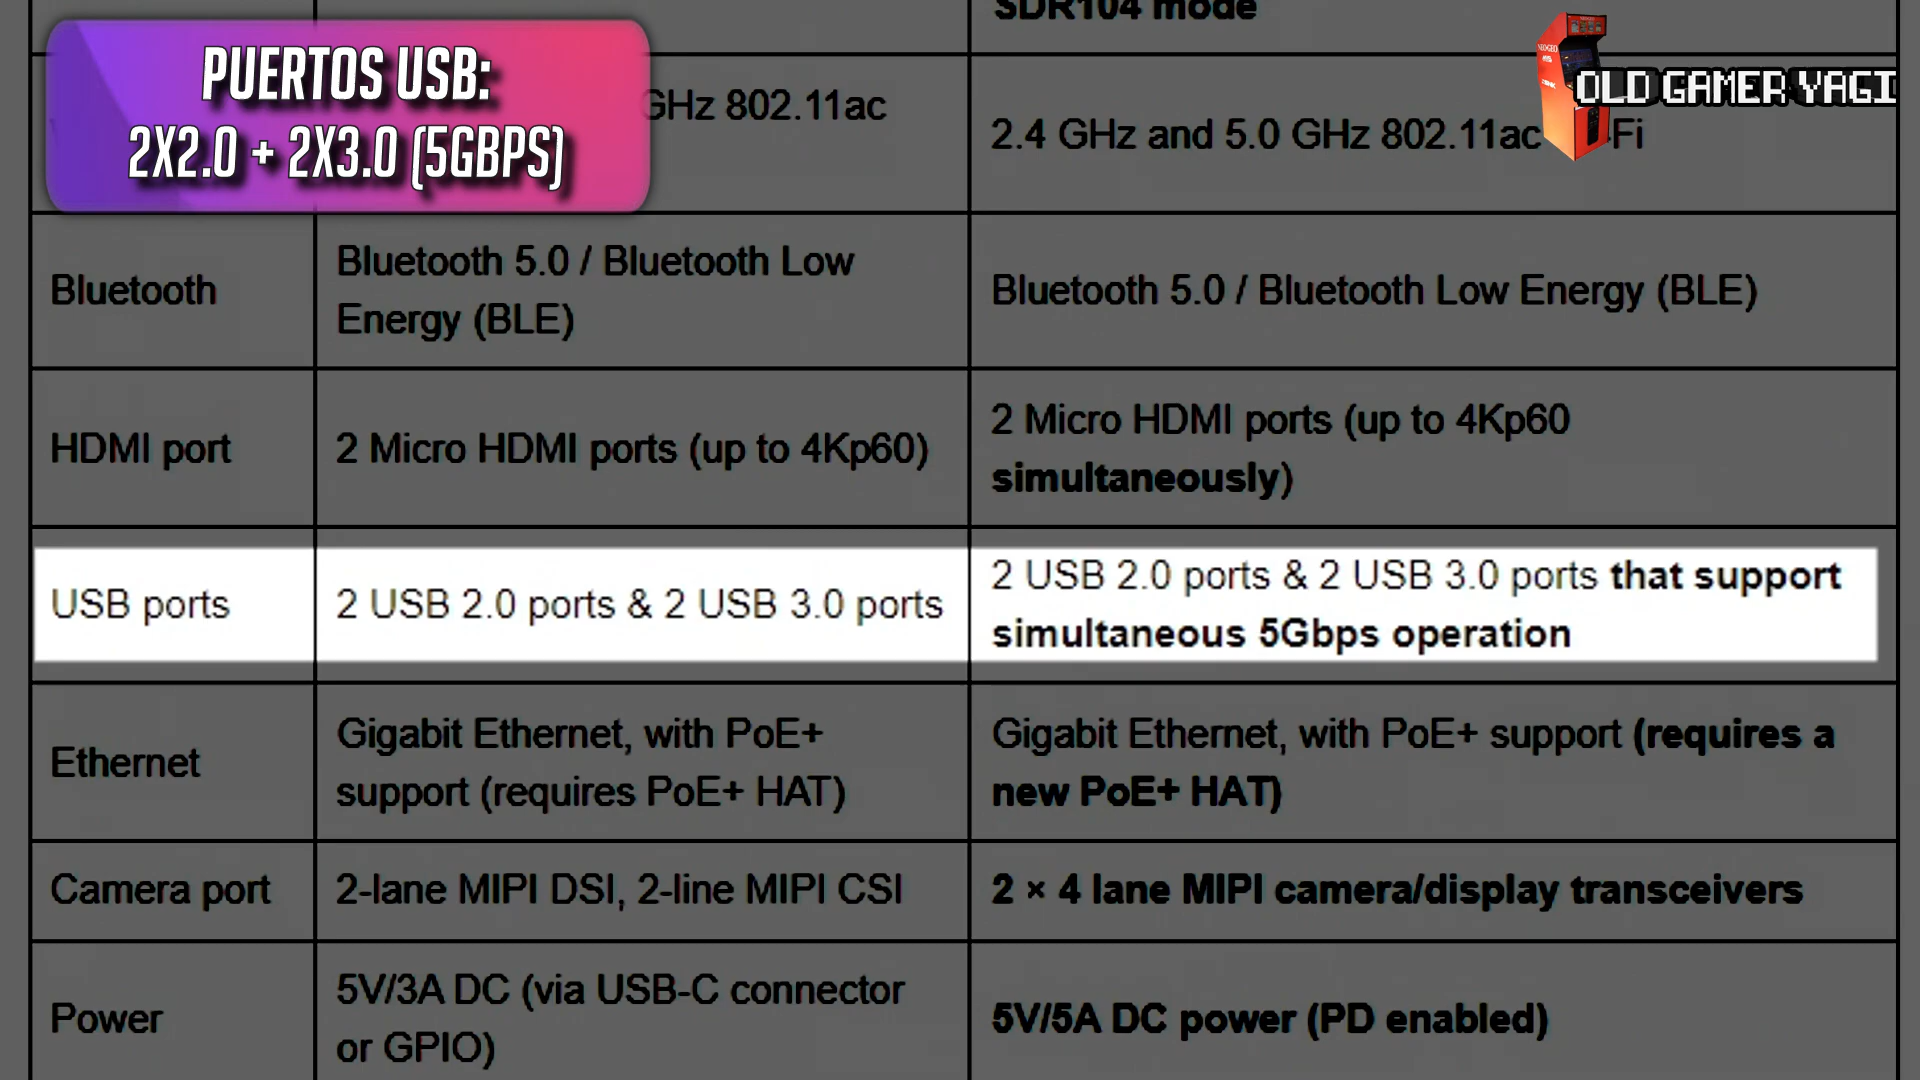 SDR104 mode
PUERTOS USB:
2X2.0 + 2X3.0 (5GBPS)
GHz 802.11ac
2.4 GHz and 5.0 GHz 802.11ac
-Fi
OLD GAMER YAGI
NEOGEO
Bluetooth
Bluetooth 5.0 / Bluetooth Low
Energy (BLE)
Bluetooth 5.0 / Bluetooth Low Energy (BLE)
HDMI port
2 Micro HDMI ports (up to 4Kp60)
2 Micro HDMI ports (up to 4Kp60
simultaneously)
USB ports
2 USB 2.0 ports & 2 USB 3.0 ports
2 USB 2.0 ports & 2 USB 3.0 ports that support
simultaneous 5Gbps operation
Ethernet
Gigabit Ethernet, with PoE+
support (requires PoE+ HAT)
Gigabit Ethernet, with PoE+ support (requires a
new PoE+ HAT)
Camera port
2-lane MIPI DSI, 2-line MIPI CSI
2 × 4 lane MIPI camera/display transceivers
Power
5V/3A DC (via USB-C connector
or GPIO)
5V/5A DC power (PD enabled)